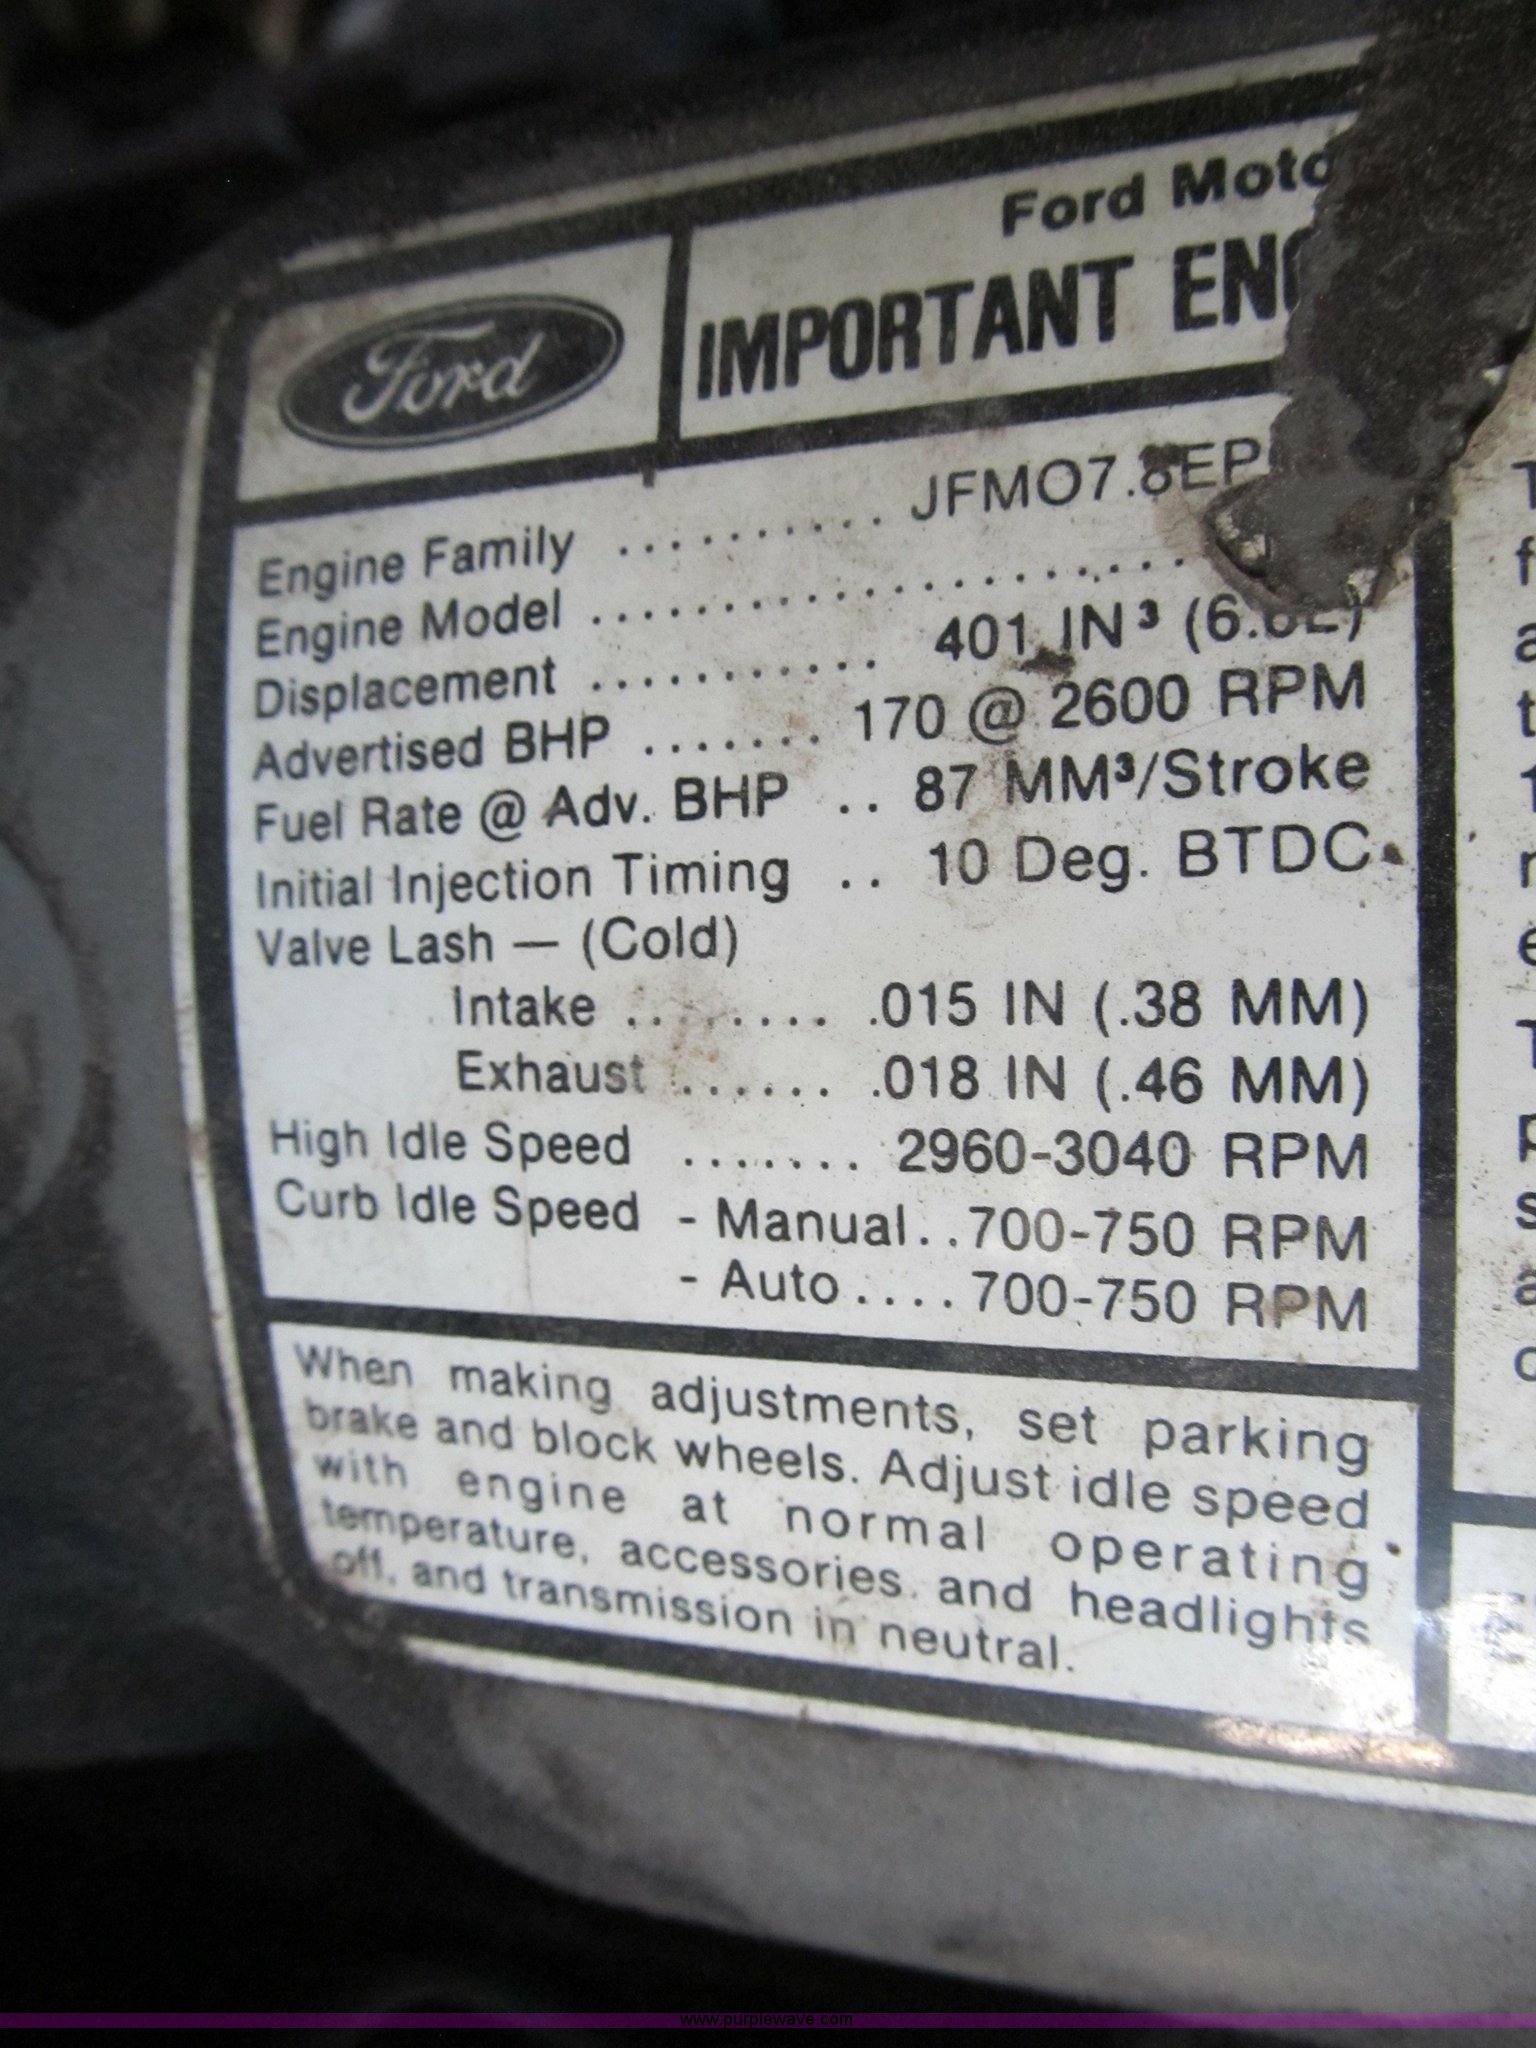 Ford Moto
Ford
IMPORTANT ENG
Engine Family .......... JFMO7.8EP
Engine Model ......................
Displacement ........... 401 IN³ (6.6L)
Advertised BHP ....... 170 @ 2600 RPM
Fuel Rate @ Adv. BHP .. 87 MM³/Stroke
Initial Injection Timing .. 10 Deg. BTDC
Valve Lash — (Cold)
Intake ........ .015 IN (.38 MM)
Exhaust ...... .018 IN (.46 MM)
High Idle Speed ....... 2960-3040 RPM
Curb Idle Speed - Manual..700-750 RPM
- Auto....700-750 RPM
When making adjustments, set parking
brake and block wheels. Adjust idle speed
with engine at normal operating
temperature, accessories and headlights
off, and transmission in neutral.
www.purplewave.com